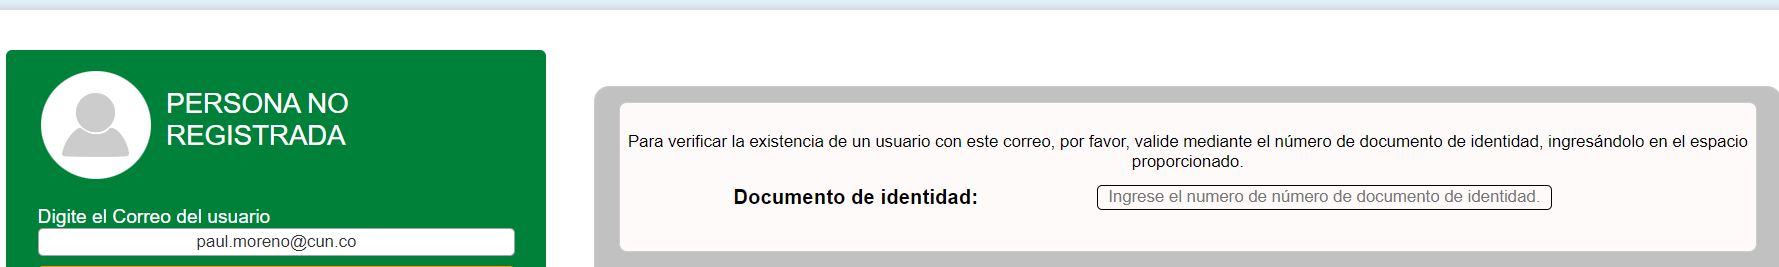 PERSONA NO
REGISTRADA
Digite el Correo del usuario
paul.moreno@cun.co
Para verificar la existencia de un usuario con este correo, por favor, valide mediante el número de documento de identidad, ingresándolo en el espacio
proporcionado.
Documento de identidad:
Ingrese el numero de número de documento de identidad.